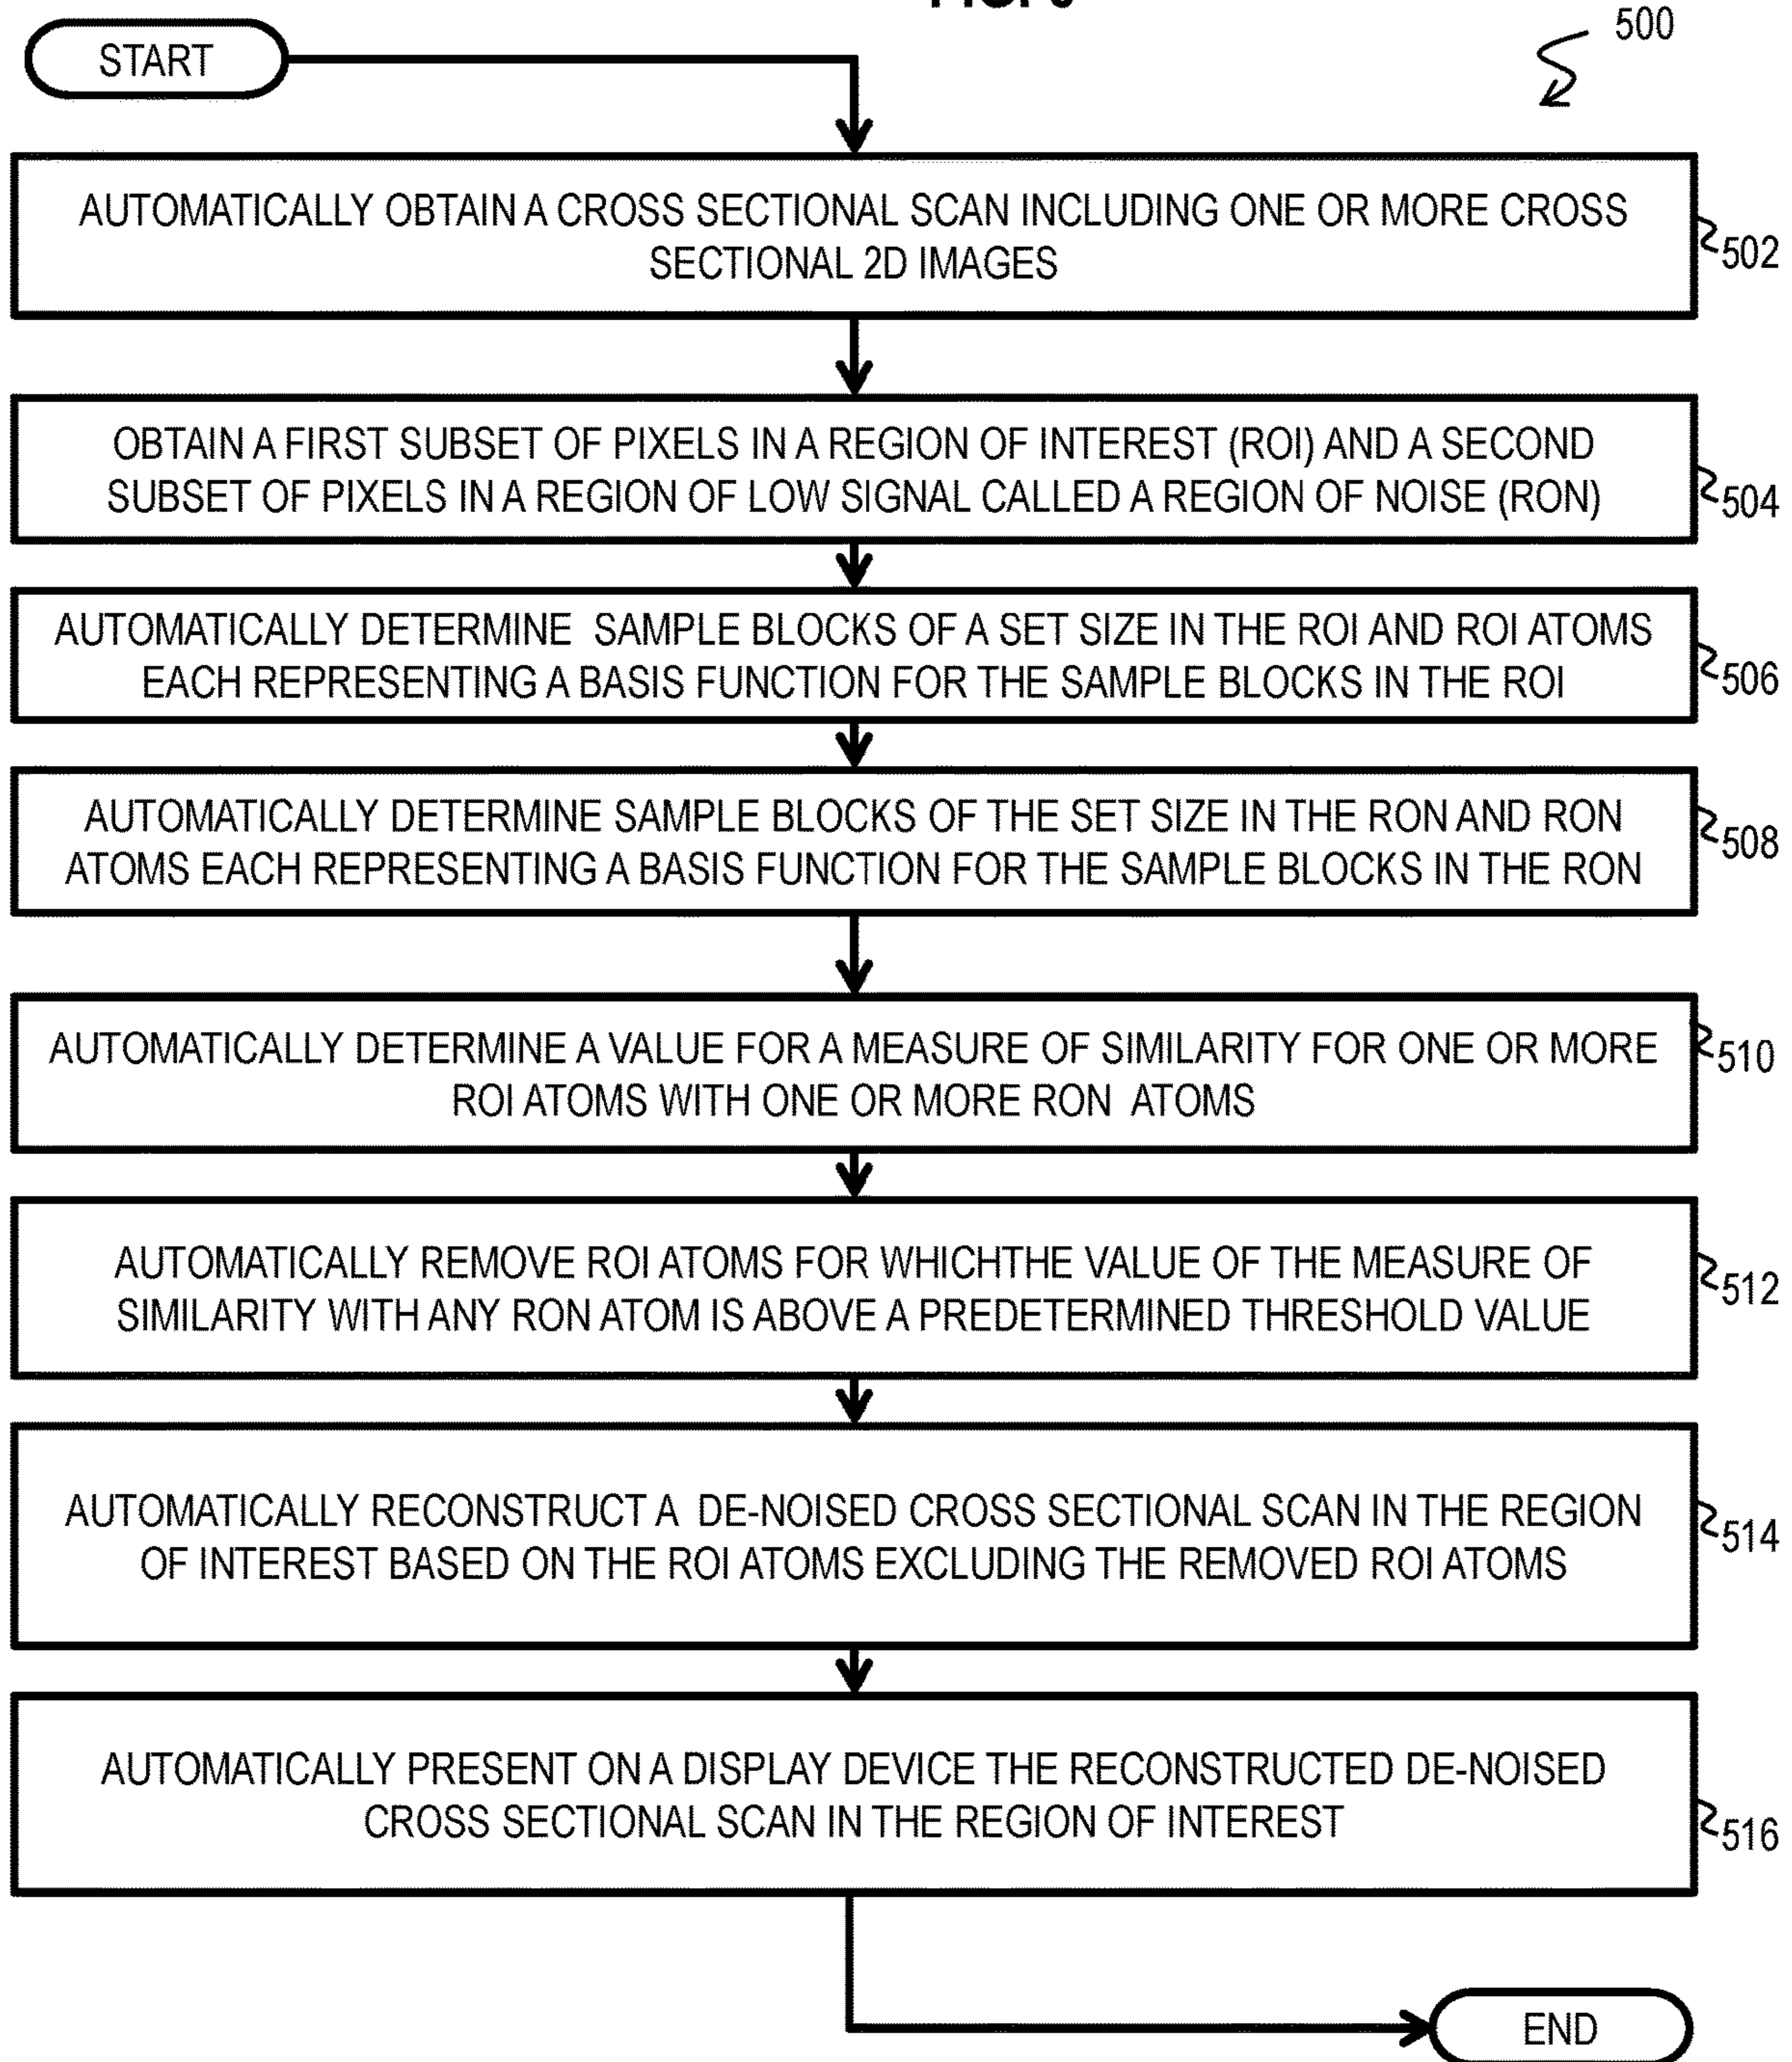 500
START
AUTOMATICALLY OBTAIN A CROSS SECTIONAL SCAN INCLUDING ONE OR MORE CROSS
SECTIONAL 2D IMAGES
502
OBTAIN A FIRST SUBSET OF PIXELS IN A REGION OF INTEREST (ROI) AND A SECOND
SUBSET OF PIXELS IN A REGION OF LOW SIGNAL CALLED A REGION OF NOISE (RON)
504
AUTOMATICALLY DETERMINE SAMPLE BLOCKS OF A SET SIZE IN THE ROI AND ROI ATOMS
EACH REPRESENTING A BASIS FUNCTION FOR THE SAMPLE BLOCKS IN THE ROI
506
AUTOMATICALLY DETERMINE SAMPLE BLOCKS OF THE SET SIZE IN THE RON AND RON
ATOMS EACH REPRESENTING A BASIS FUNCTION FOR THE SAMPLE BLOCKS IN THE RON
508
AUTOMATICALLY DETERMINE A VALUE FOR A MEASURE OF SIMILARITY FOR ONE OR MORE
ROI ATOMS WITH ONE OR MORE RON ATOMS
510
AUTOMATICALLY REMOVE ROI ATOMS FOR WHICHTHE VALUE OF THE MEASURE OF
SIMILARITY WITH ANY RON ATOM IS ABOVE A PREDETERMINED THRESHOLD VALUE
512
AUTOMATICALLY RECONSTRUCT A DE-NOISED CROSS SECTIONAL SCAN IN THE REGION
OF INTEREST BASED ON THE ROI ATOMS EXCLUDING THE REMOVED ROI ATOMS
514
AUTOMATICALLY PRESENT ON A DISPLAY DEVICE THE RECONSTRUCTED DE-NOISED
CROSS SECTIONAL SCAN IN THE REGION OF INTEREST
516
END